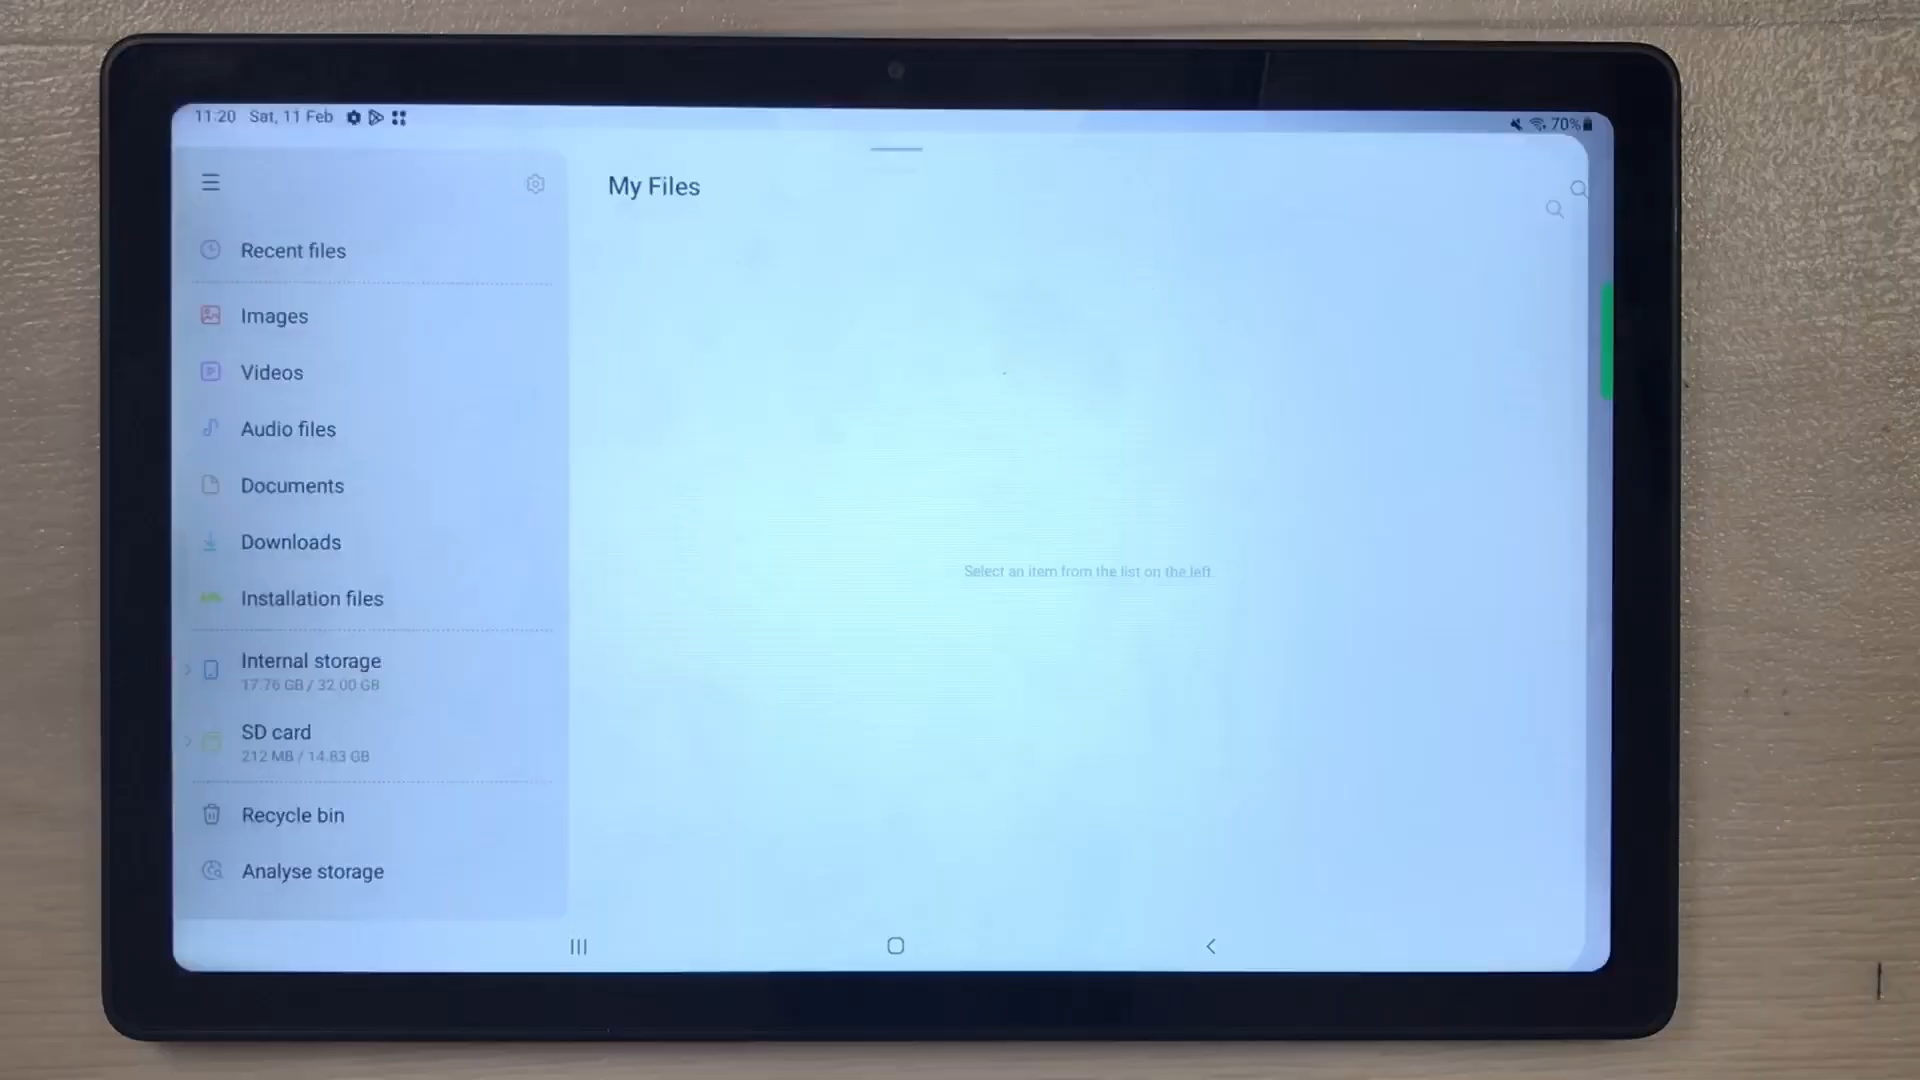 11:20 Sat, 11 Feb
70%
My Files
Recent files
Images
Videos
Audio files
Documents
Downloads
Installation files
Internal storage
17.76 GB / 32.00 GB
SD card
212 MB / 14.83 GB
Recycle bin
Analyse storage
Select an item from the list on the left.